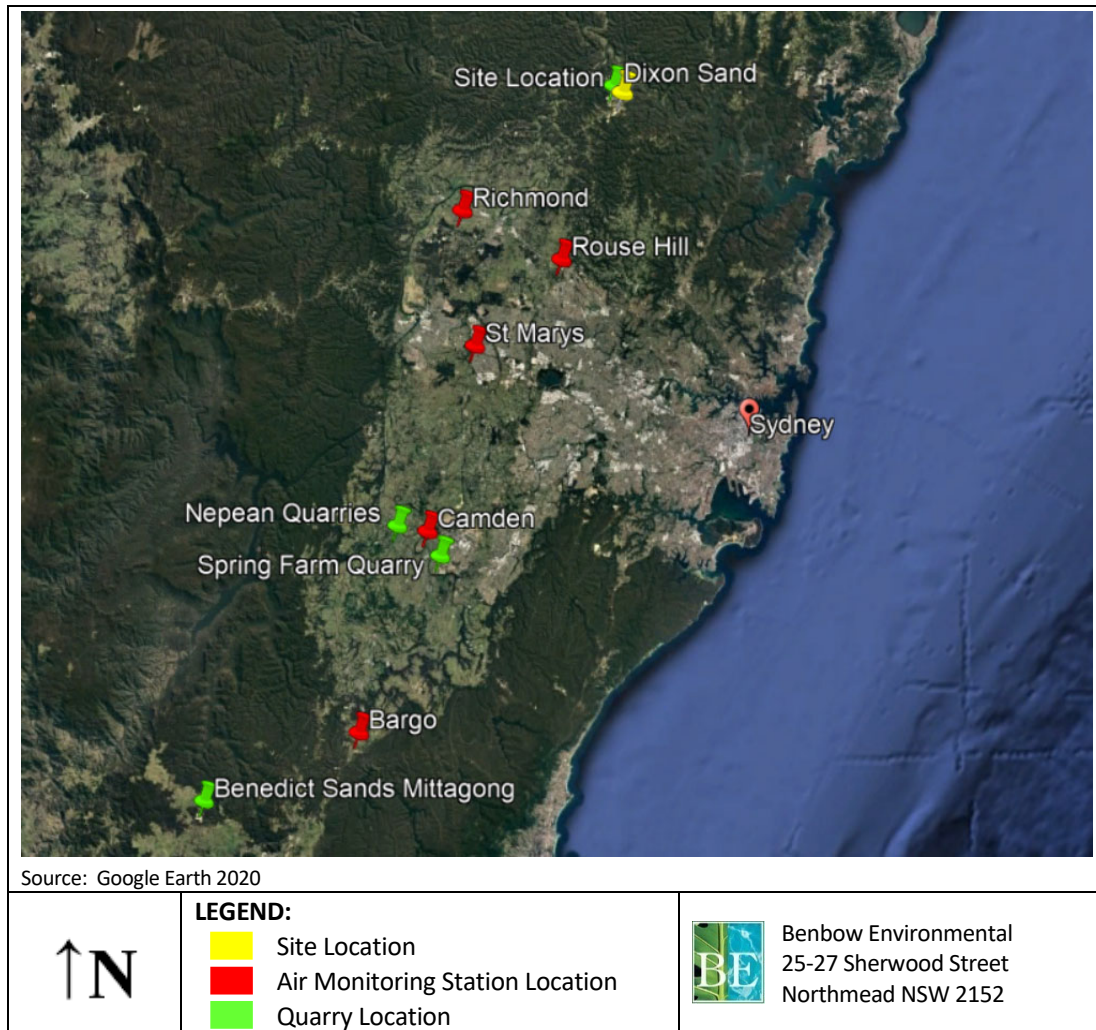 Site Location
Dixon Sand
Richmond
Rouse Hill
St Marys
Sydney
Nepean Quarries
Camden
Spring Farm Quarry
Bargo
Benedict Sands Mittagong
Source: Google Earth 2020
↑N
LEGEND:
Site Location
Air Monitoring Station Location
Quarry Location
BE
Benbow Environmental
25-27 Sherwood Street
Northmead NSW 2152